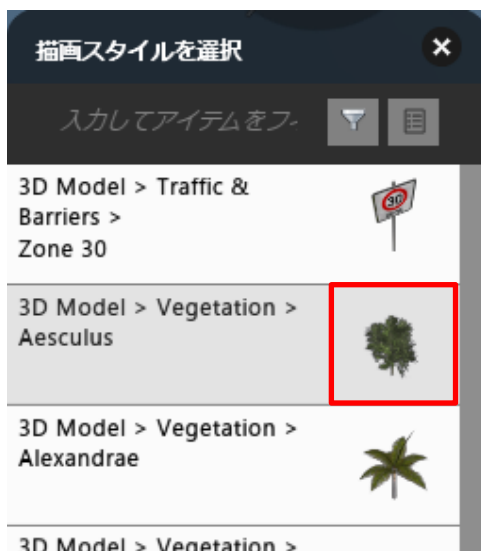 描画スタイルを選択
入力してアイテムをフ
3D Model > Traffic &
Barriers >
Zone 30
30
3D Model > Vegetation >
Aesculus
3D Model > Vegetation >
Alexandrae
3D Model > Vegetation >